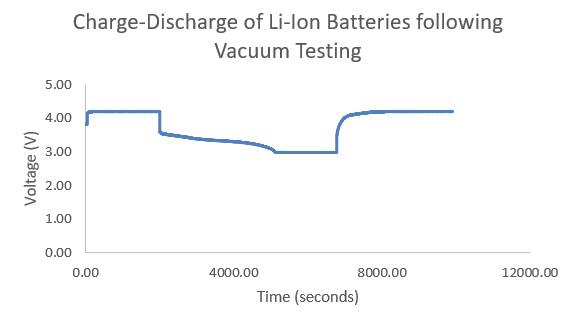 Charge-Discharge of Li-Ion Batteries following
Vacuum Testing
5.00
4.00
3.00
2.00
1.00
0.00
Voltage (V)
0.00 4000.00 8000.00 12000.00
Time (seconds)